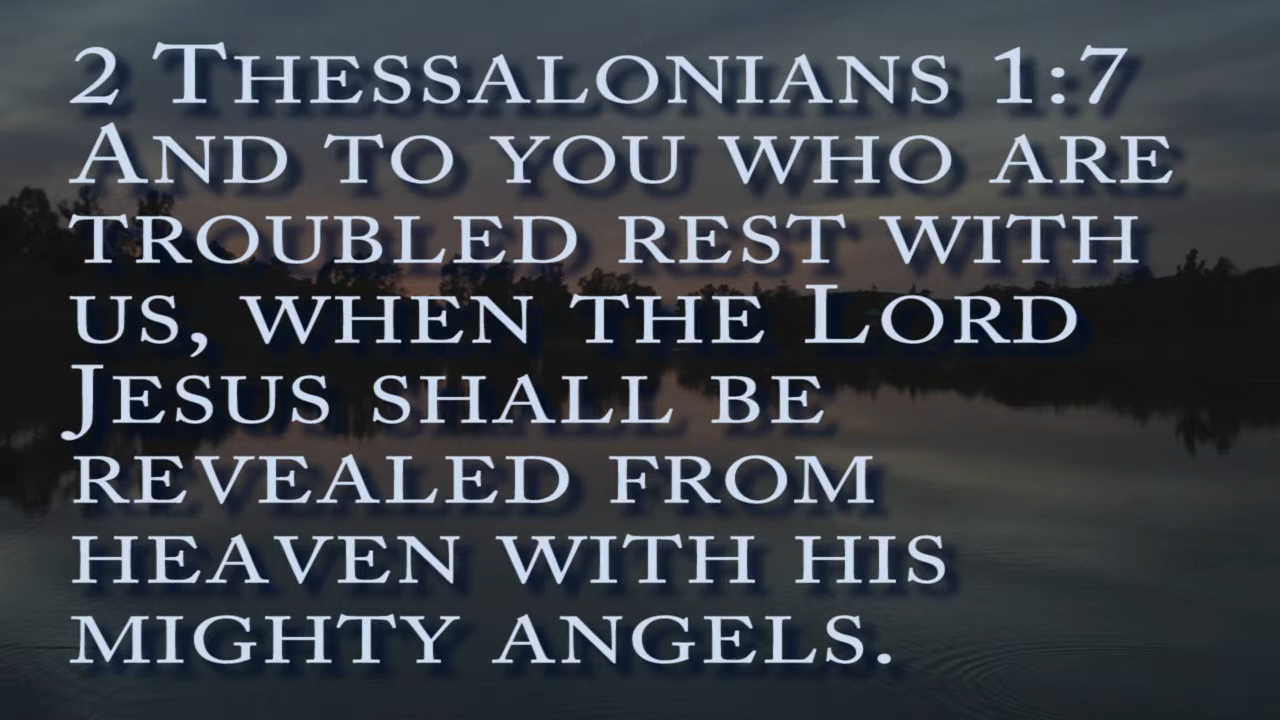 2 Thessalonians 1:7
And to you who are
troubled rest with
us, when the Lord
Jesus shall be
revealed from
heaven with his
mighty angels.